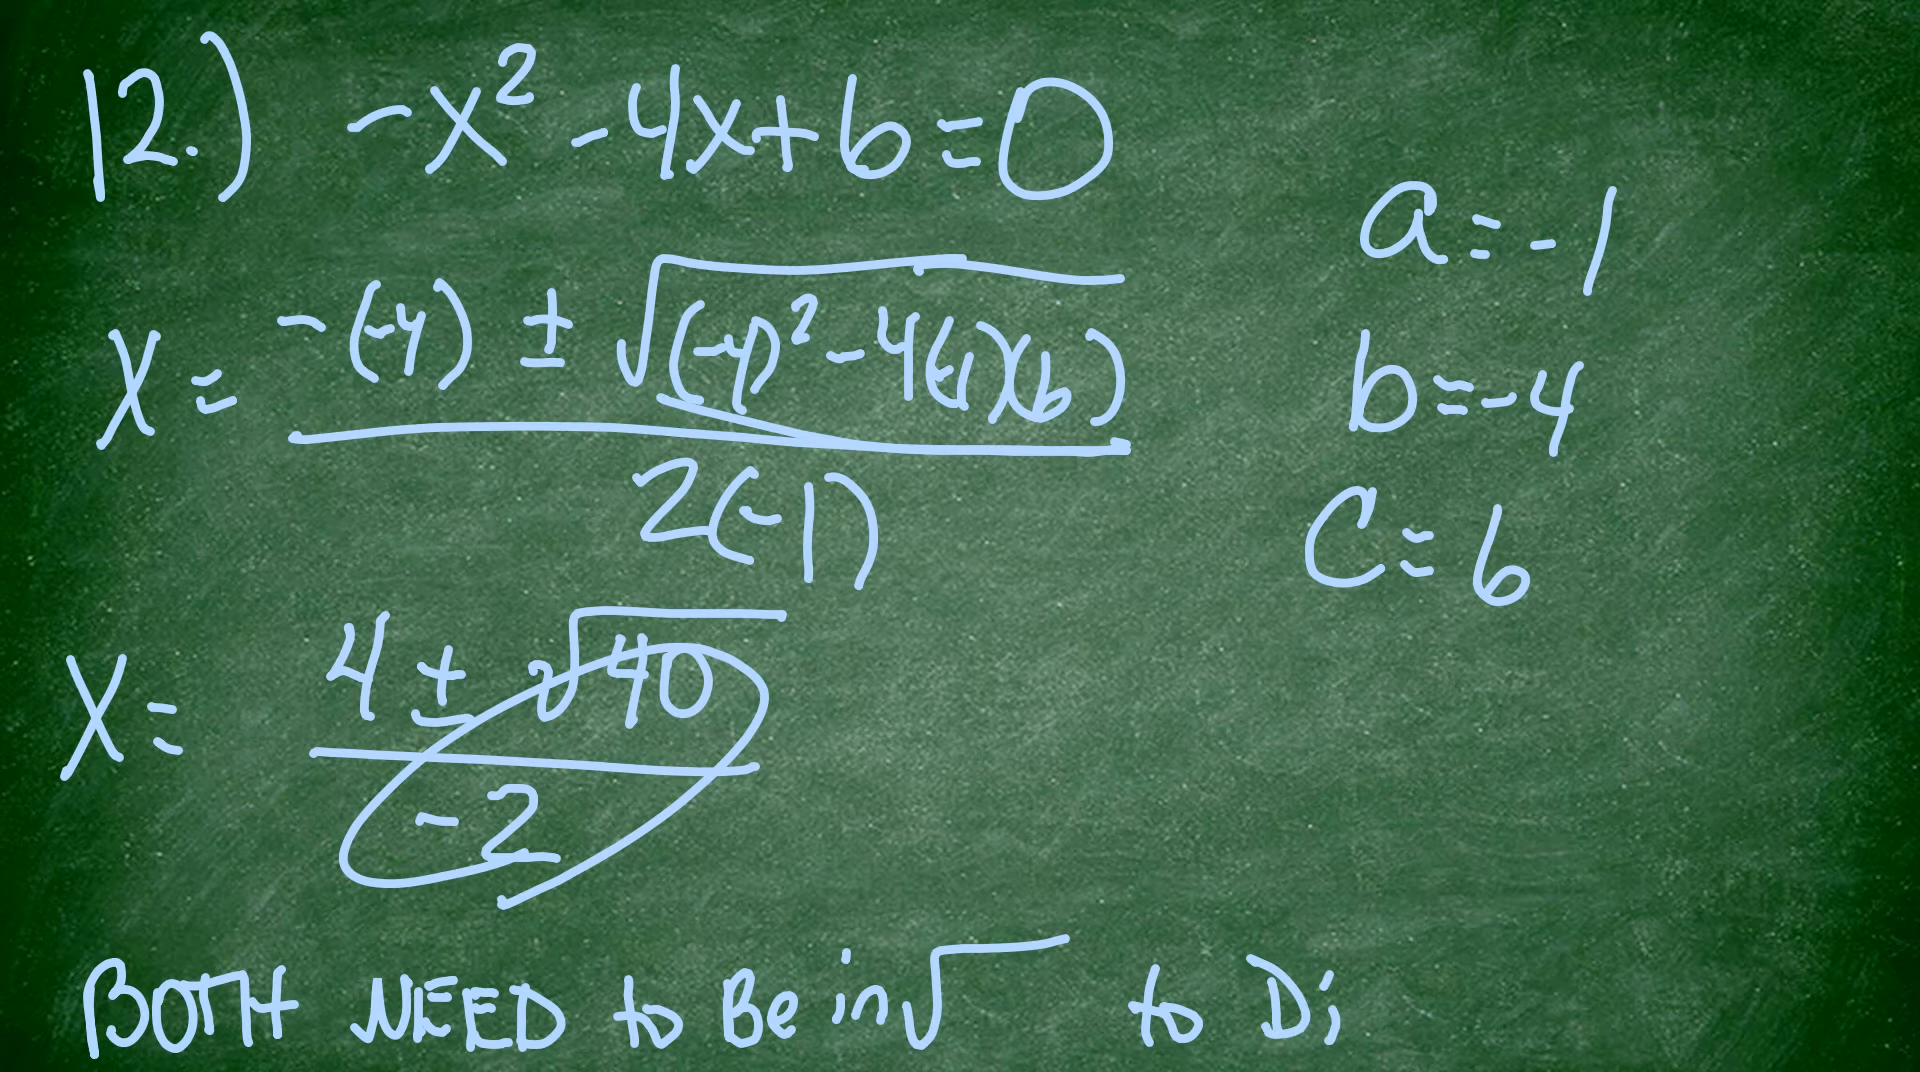 12.) -x² - 4x + 6 = 0
a = -1
x = (-(-4) ± √((-4)² - 4(-1)(6))) / (2(-1))
b = -4
c = 6
x = (4 ± √40) / (-2)
BOTH NEED to Be in √ to Di